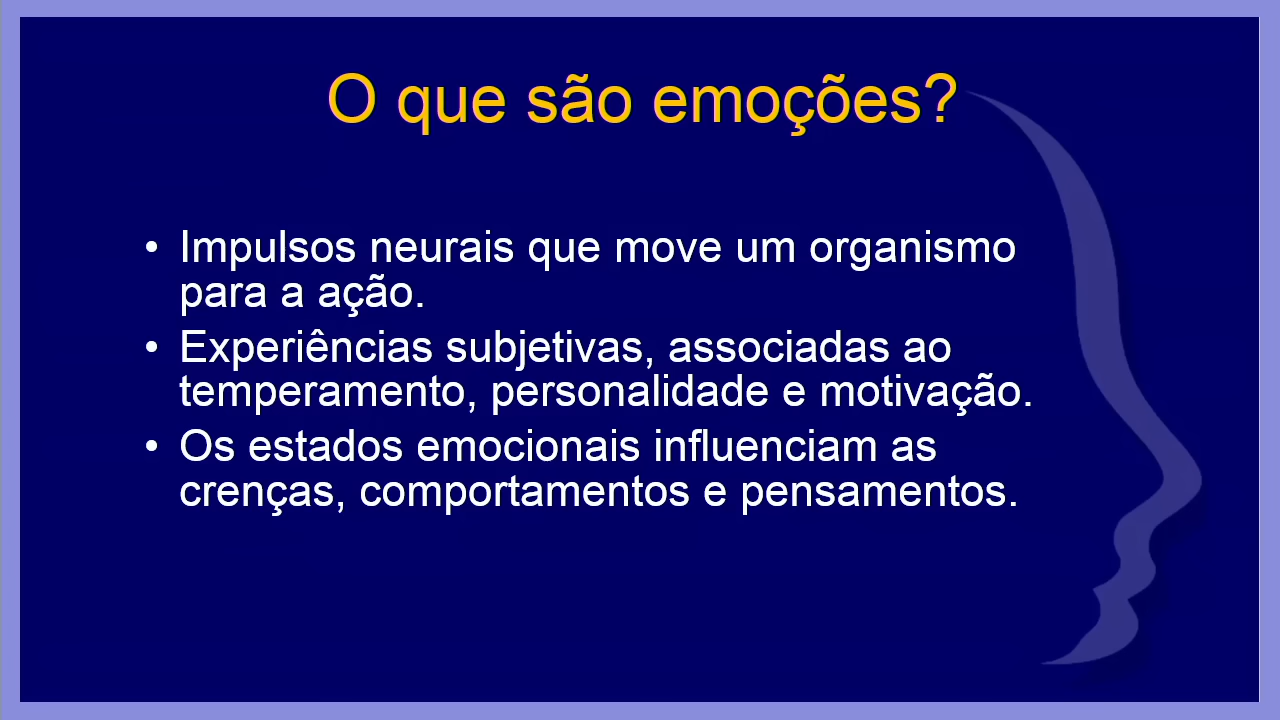 O que são emoções?
• Impulsos neurais que move um organismo
para a ação.
• Experiências subjetivas, associadas ao
temperamento, personalidade e motivação.
• Os estados emocionais influenciam as
crenças, comportamentos e pensamentos.